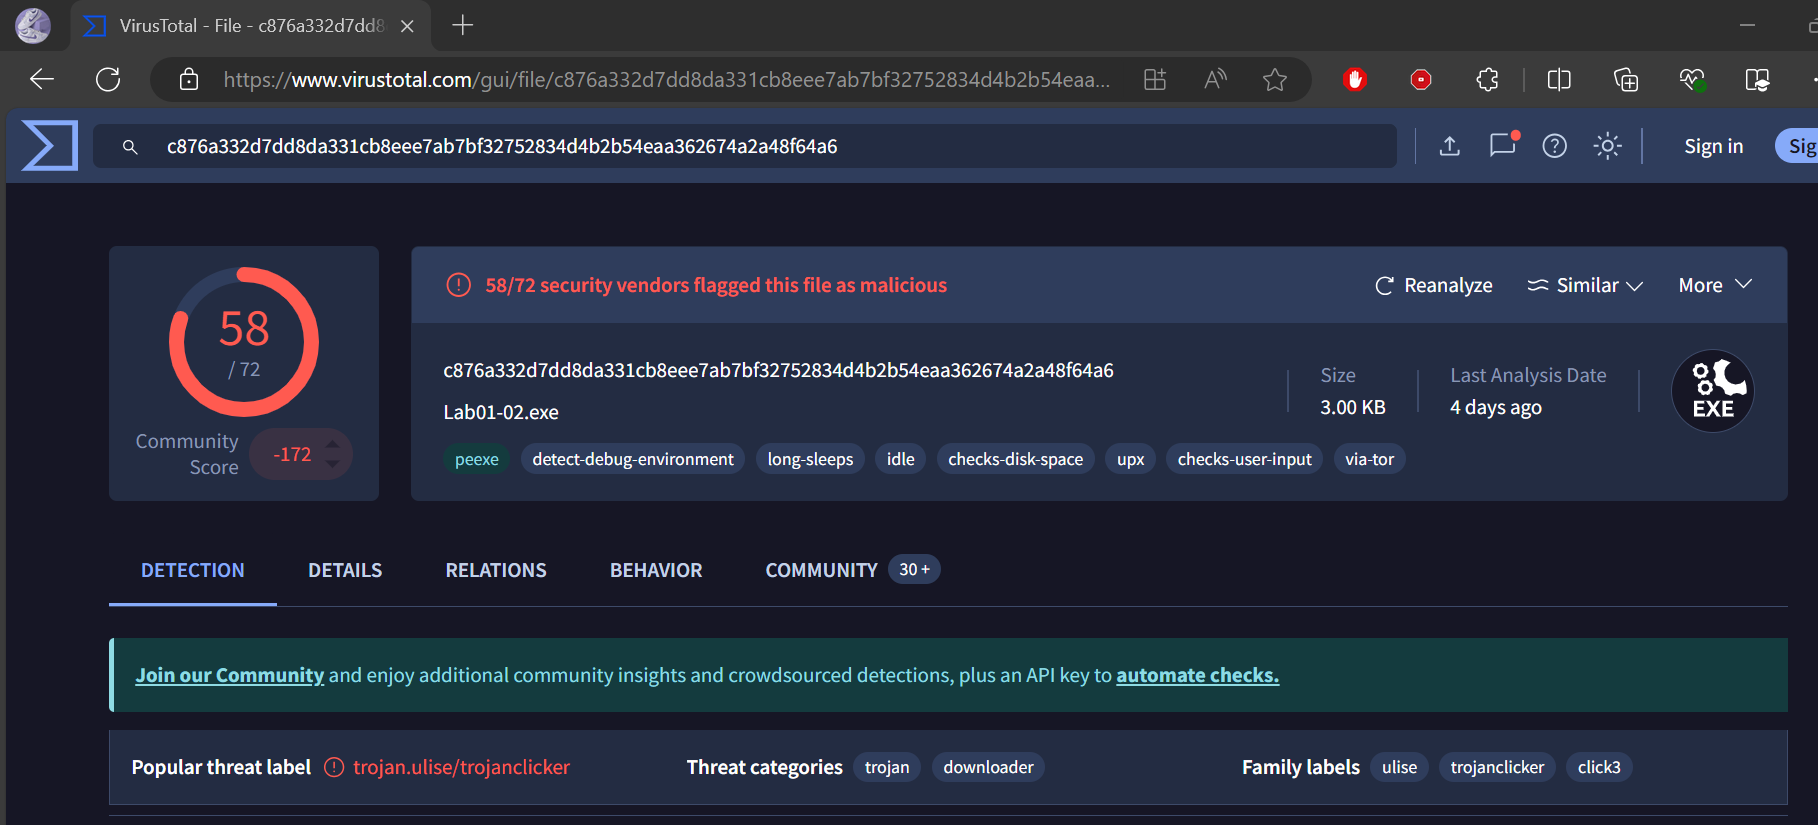 VirusTotal - File - c876a332d7dd8
https://www.virustotal.com/gui/file/c876a332d7dd8da331cb8eee7ab7bf32752834d4b2b54eaa...
c876a332d7dd8da331cb8eee7ab7bf32752834d4b2b54eaa362674a2a48f64a6
Sign in
Sig
58
/ 72
Community
Score
-172
58/72 security vendors flagged this file as malicious
Reanalyze
Similar
More
c876a332d7dd8da331cb8eee7ab7bf32752834d4b2b54eaa362674a2a48f64a6
Lab01-02.exe
Size
3.00 KB
Last Analysis Date
4 days ago
EXE
peexe
detect-debug-environment
long-sleeps
idle
checks-disk-space
upx
checks-user-input
via-tor
DETECTION
DETAILS
RELATIONS
BEHAVIOR
COMMUNITY
30 +
Join our Community and enjoy additional community insights and crowdsourced detections, plus an API key to automate checks.
Popular threat label
trojan.ulise/trojanclicker
Threat categories
trojan
downloader
Family labels
ulise
trojanclicker
click3